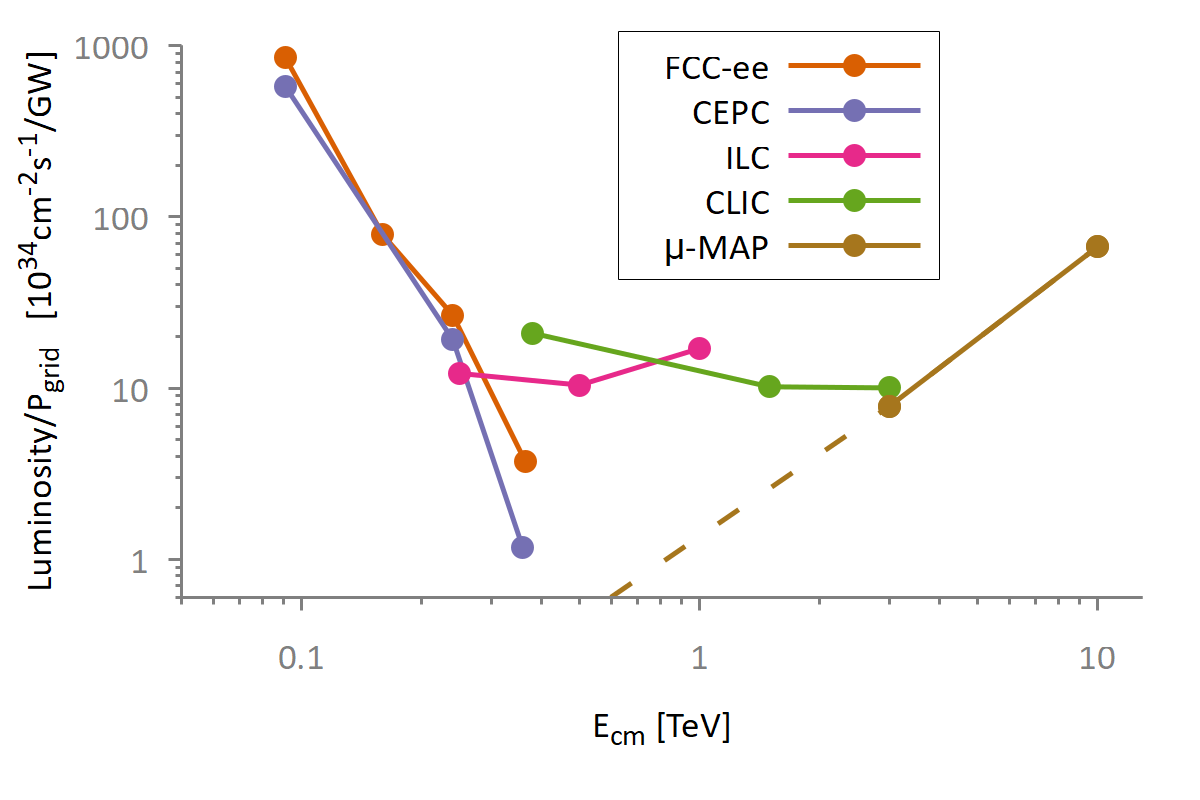 1000
100
10
1
Luminosity/Pgrid [10³⁴cm⁻²s⁻¹/GW]
FCC-ee
CEPC
ILC
CLIC
μ-MAP
0.1 1 10
Ecm [TeV]